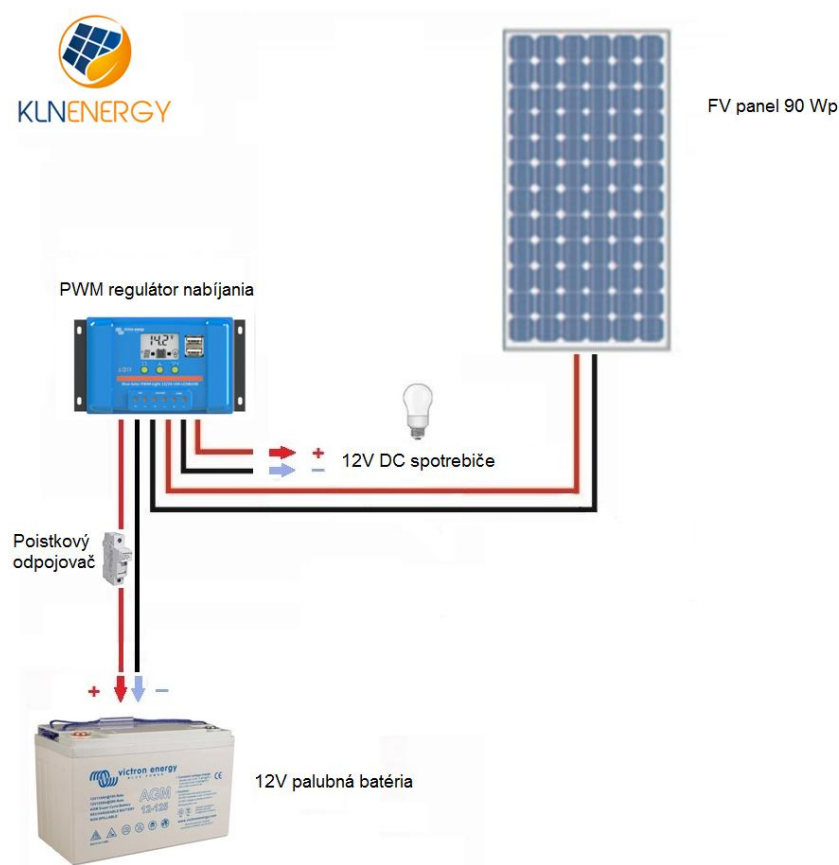 KLNENERGY
FV panel 90 Wp
PWM regulátor nabíjania
14.2
+
12V DC spotrebiče
−
Poistkový
odpojovač
+ −
victron energy
AGM
12-125
12V palubná batéria